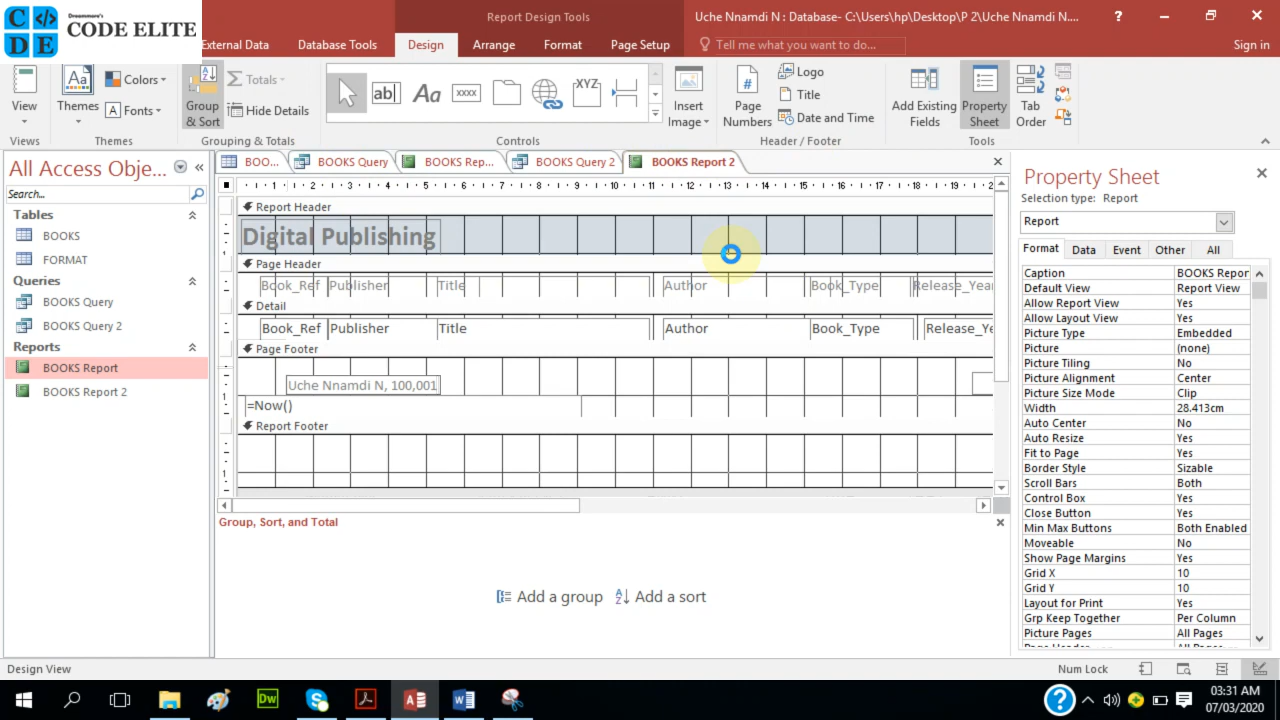 Dreammore's
CODE ELITE
CDE
Report Design Tools
Uche Nnamdi N : Database- C:\Users\hp\Desktop\P 2\Uche Nnamdi N....
?
External Data
Database Tools
Design
Arrange
Format
Page Setup
Tell me what you want to do...
Sign in
View
Themes
Colors
Fonts
Group & Sort
Totals
Hide Details
Insert Image
Page Numbers
Logo
Title
Date and Time
Add Existing Fields
Property Sheet
Tab Order
Views
Themes
Grouping & Totals
Controls
Header / Footer
Tools
All Access Obje...
Search...
Tables
BOOKS
FORMAT
Queries
BOOKS Query
BOOKS Query 2
Reports
BOOKS Report
BOOKS Report 2
BOO...
BOOKS Query
BOOKS Rep...
BOOKS Query 2
BOOKS Report 2
Report Header
Digital Publishing
Page Header
Book_Ref Publisher Title Author Book_Type Release_Year
Detail
Book_Ref Publisher Title Author Book_Type Release_Ye
Page Footer
Uche Nnamdi N, 100,001
=Now()
Report Footer
Group, Sort, and Total
Add a group
Add a sort
Property Sheet
Selection type: Report
Report
Format Data Event Other All
Caption BOOKS Repor
Default View Report View
Allow Report View Yes
Allow Layout View Yes
Picture Type Embedded
Picture (none)
Picture Tiling No
Picture Alignment Center
Picture Size Mode Clip
Width 28.413cm
Auto Center No
Auto Resize Yes
Fit to Page Yes
Border Style Sizable
Scroll Bars Both
Control Box Yes
Close Button Yes
Min Max Buttons Both Enabled
Moveable No
Show Page Margins Yes
Grid X 10
Grid Y 10
Layout for Print Yes
Grp Keep Together Per Column
Picture Pages All Pages
Design View
Num Lock
03:31 AM
07/03/2020